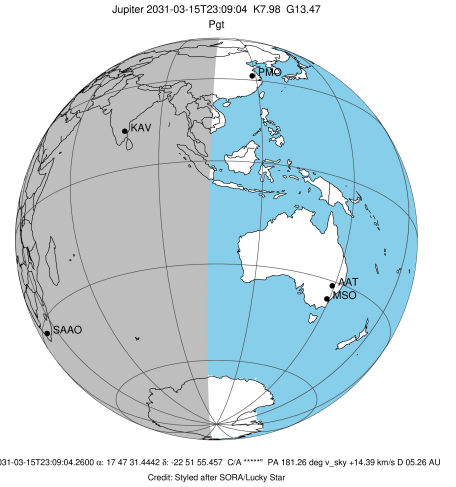 Jupiter 2031-03-15T23:09:04 K7.98 G13.47
Pgt
PMO
KAV
AAT
MSO
SAAO
031-03-15T23:09:04.2600 α: 17 47 31.4442 δ: -22 51 55.457 C/A *****" PA 181.26 deg v_sky +14.39 km/s D 05.26 AU
Credit: Styled after SORA/Lucky Star